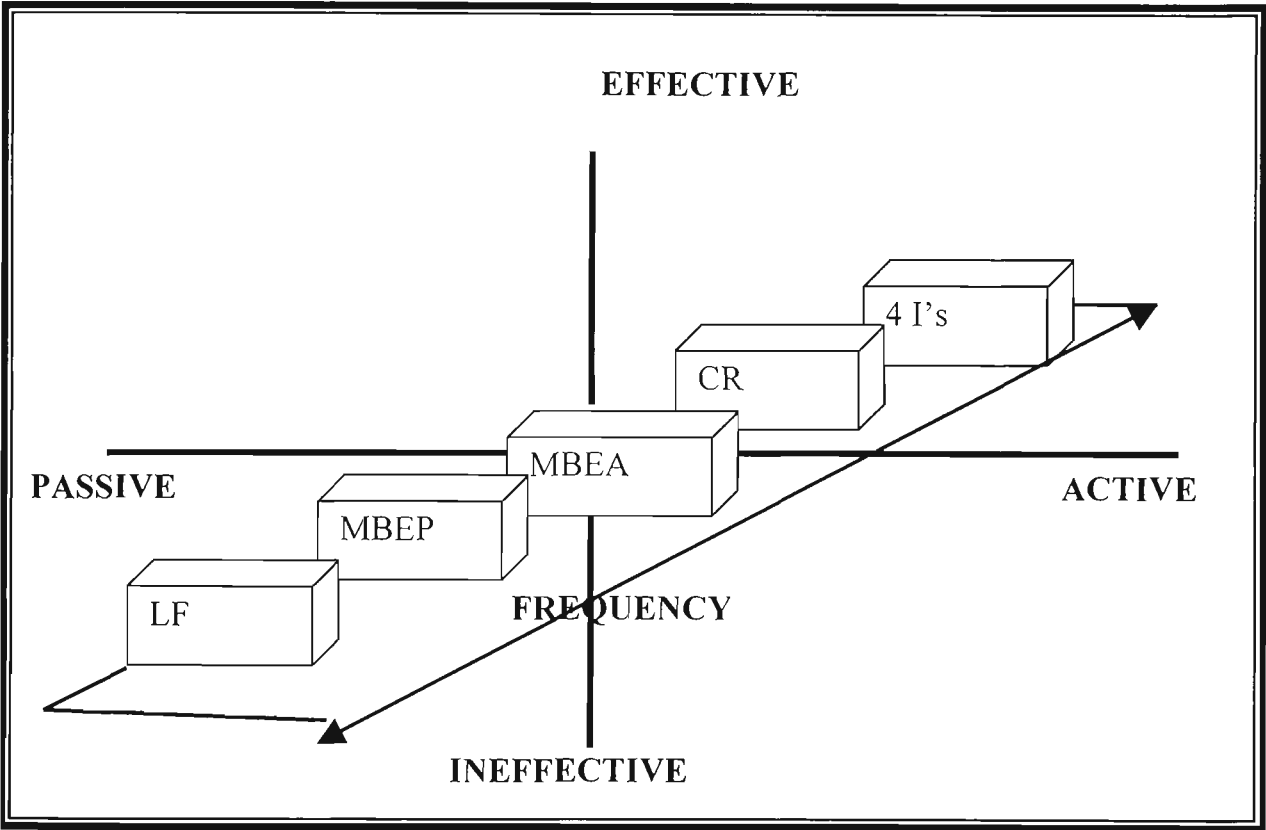 EFFECTIVE
4 I's
CR
MBEA
PASSIVE
ACTIVE
MBEP
LF
FREQUENCY
INEFFECTIVE